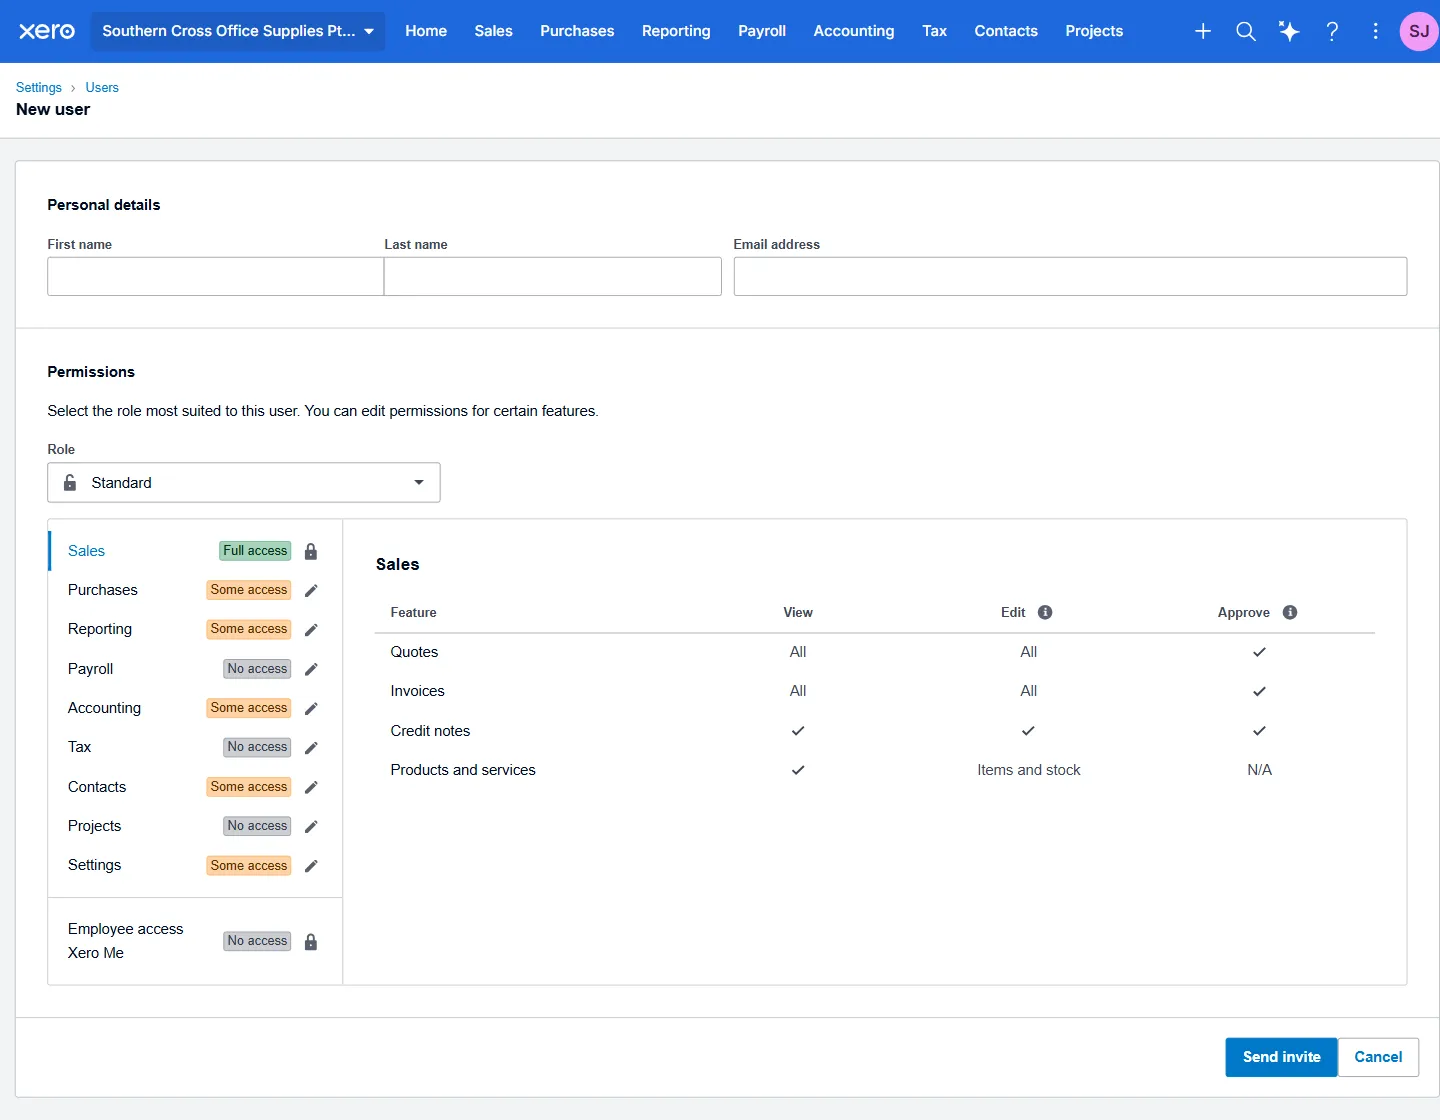 xero Southern Cross Office Supplies Pt... Home Sales Purchases Reporting Payroll Accounting Tax Contacts Projects SJ
Settings › Users
New user
Personal details
First name Last name Email address
Permissions
Select the role most suited to this user. You can edit permissions for certain features.
Role
Standard
Sales Full access
Purchases Some access
Reporting Some access
Payroll No access
Accounting Some access
Tax No access
Contacts Some access
Projects No access
Settings Some access
Employee access
Xero Me No access
Sales
Feature View Edit Approve
Quotes All All
Invoices All All
Credit notes
Products and services Items and stock N/A
Send invite Cancel